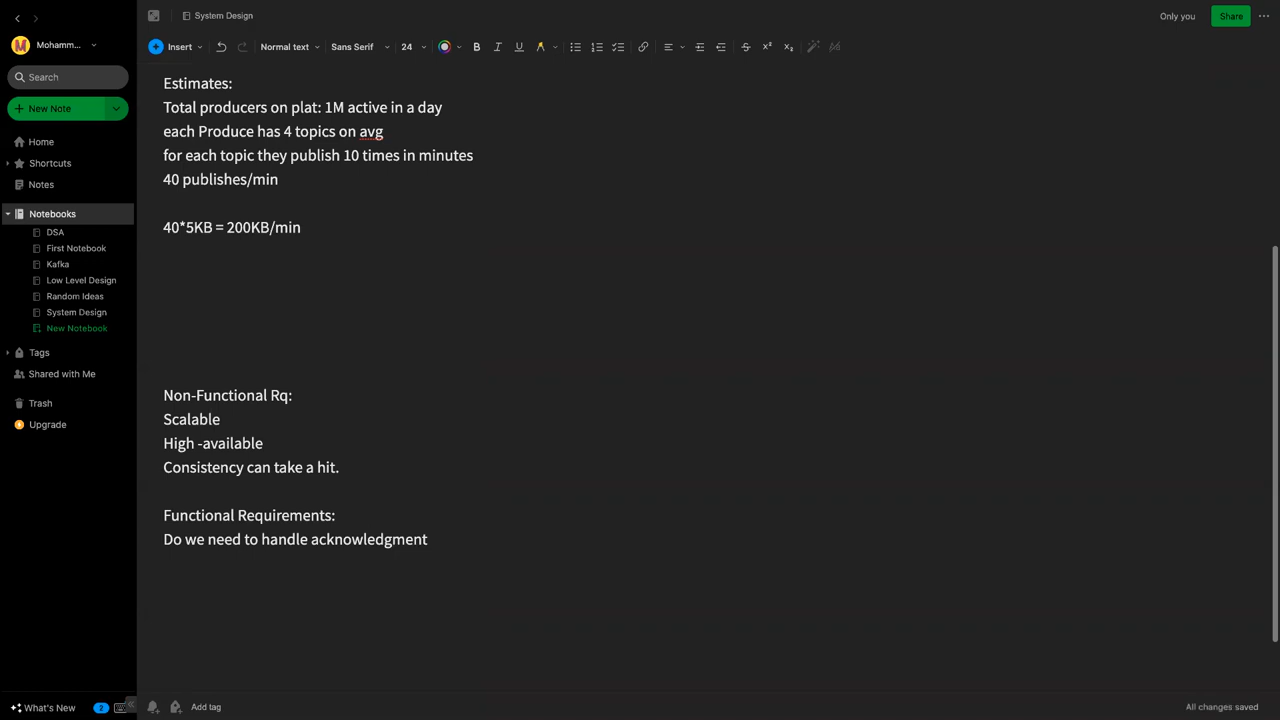 System Design
Only you
Share
Mohamm...
Insert
Normal text
Sans Serif
24
B
I
U
A
S
Search
New Note
Home
Shortcuts
Notes
Notebooks
DSA
First Notebook
Kafka
Low Level Design
Random Ideas
System Design
New Notebook
Tags
Shared with Me
Trash
Upgrade
What's New
2
Estimates:
Total producers on plat: 1M active in a day
each Produce has 4 topics on avg
for each topic they publish 10 times in minutes
40 publishes/min
40*5KB = 200KB/min
Non-Functional Rq:
Scalable
High -available
Consistency can take a hit.
Functional Requirements:
Do we need to handle acknowledgment
Add tag
All changes saved